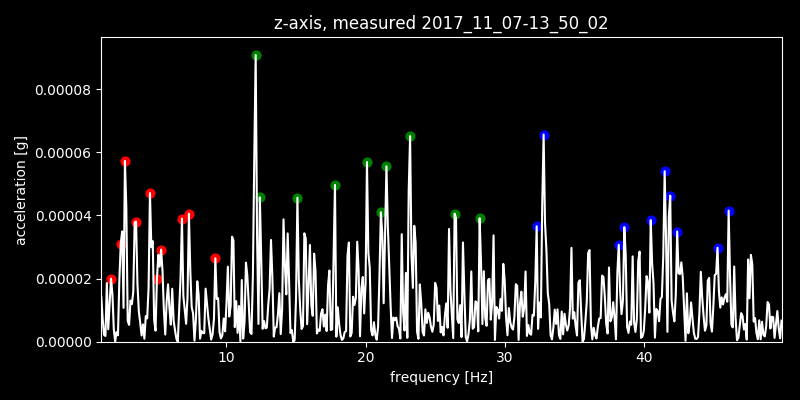 z-axis, measured 2017_11_07-13_50_02
0.00008
0.00006
0.00004
0.00002
0.00000
acceleration [g]
10 20 30 40
frequency [Hz]